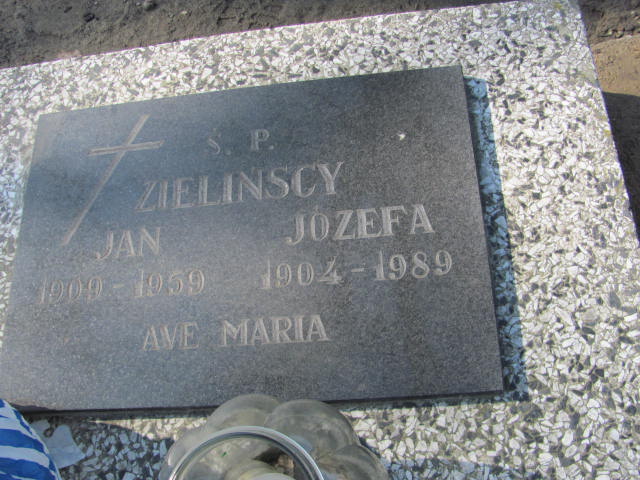 Ś. P.
ZIELINSCY
JAN JÓZEFA
1909 - 1959 1904 - 1989
AVE MARIA